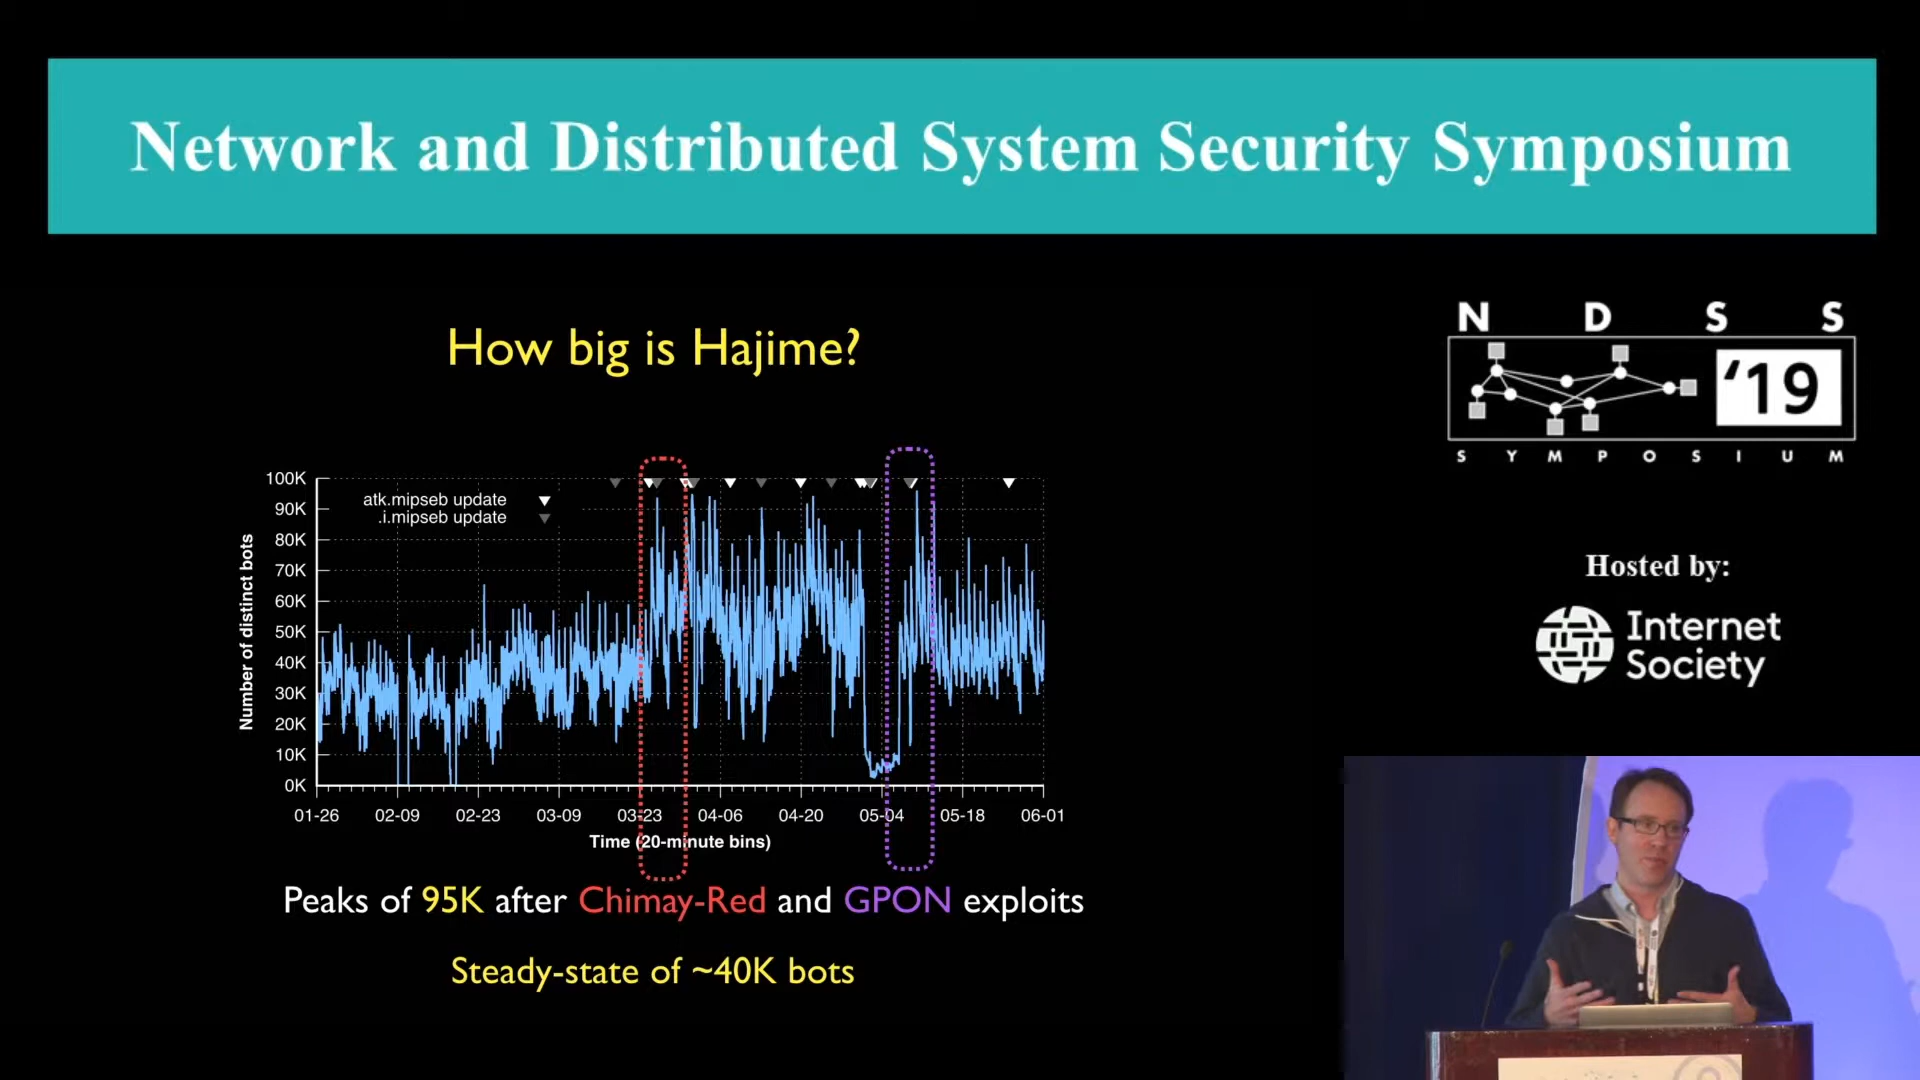 Network and Distributed System Security Symposium
How big is Hajime?
N D S S
'19
S Y M P O S I U M
Hosted by:
Internet
Society
100K
90K
80K
70K
60K
50K
40K
30K
20K
10K
0K
Number of distinct bots
atk.mipseb update
.i.mipseb update
01-26 02-09 02-23 03-09 03-23 04-06 04-20 05-04 05-18 06-01
Time (20-minute bins)
Peaks of 95K after Chimay-Red and GPON exploits
Steady-state of ~40K bots